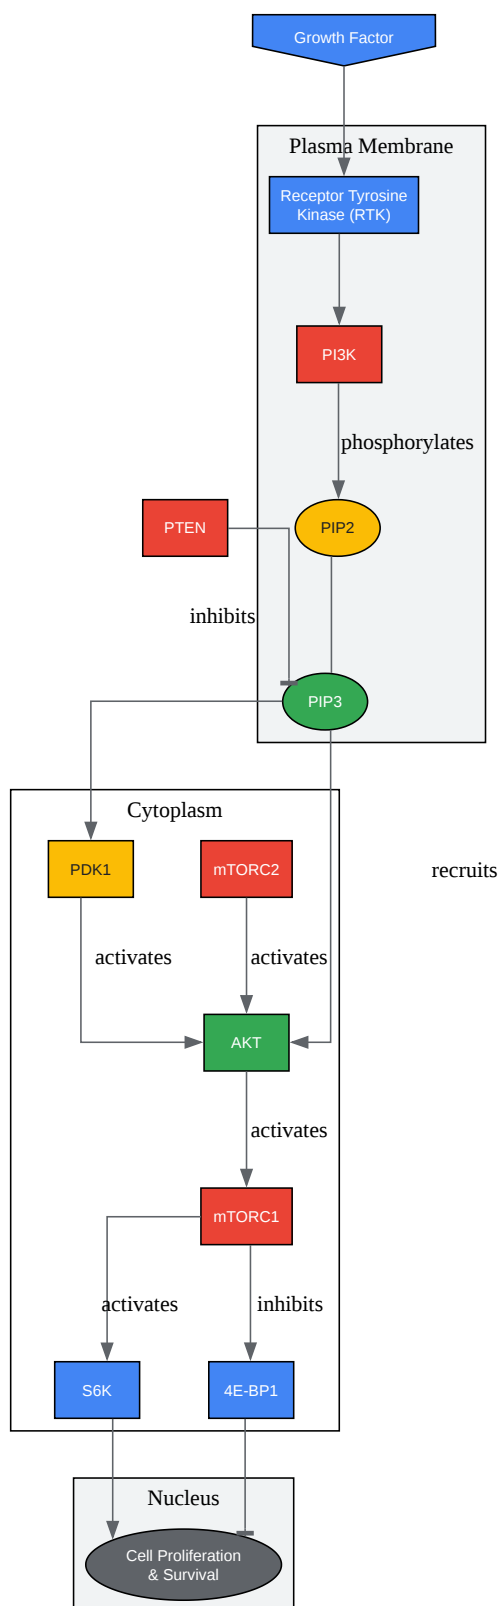 Growth Factor
Plasma Membrane
Receptor Tyrosine
Kinase (RTK)
PI3K
phosphorylates
PTEN
PIP2
inhibits
PIP3
Cytoplasm
PDK1
mTORC2
recruits
activates
activates
AKT
activates
mTORC1
activates
inhibits
S6K
4E-BP1
Nucleus
Cell Proliferation
& Survival